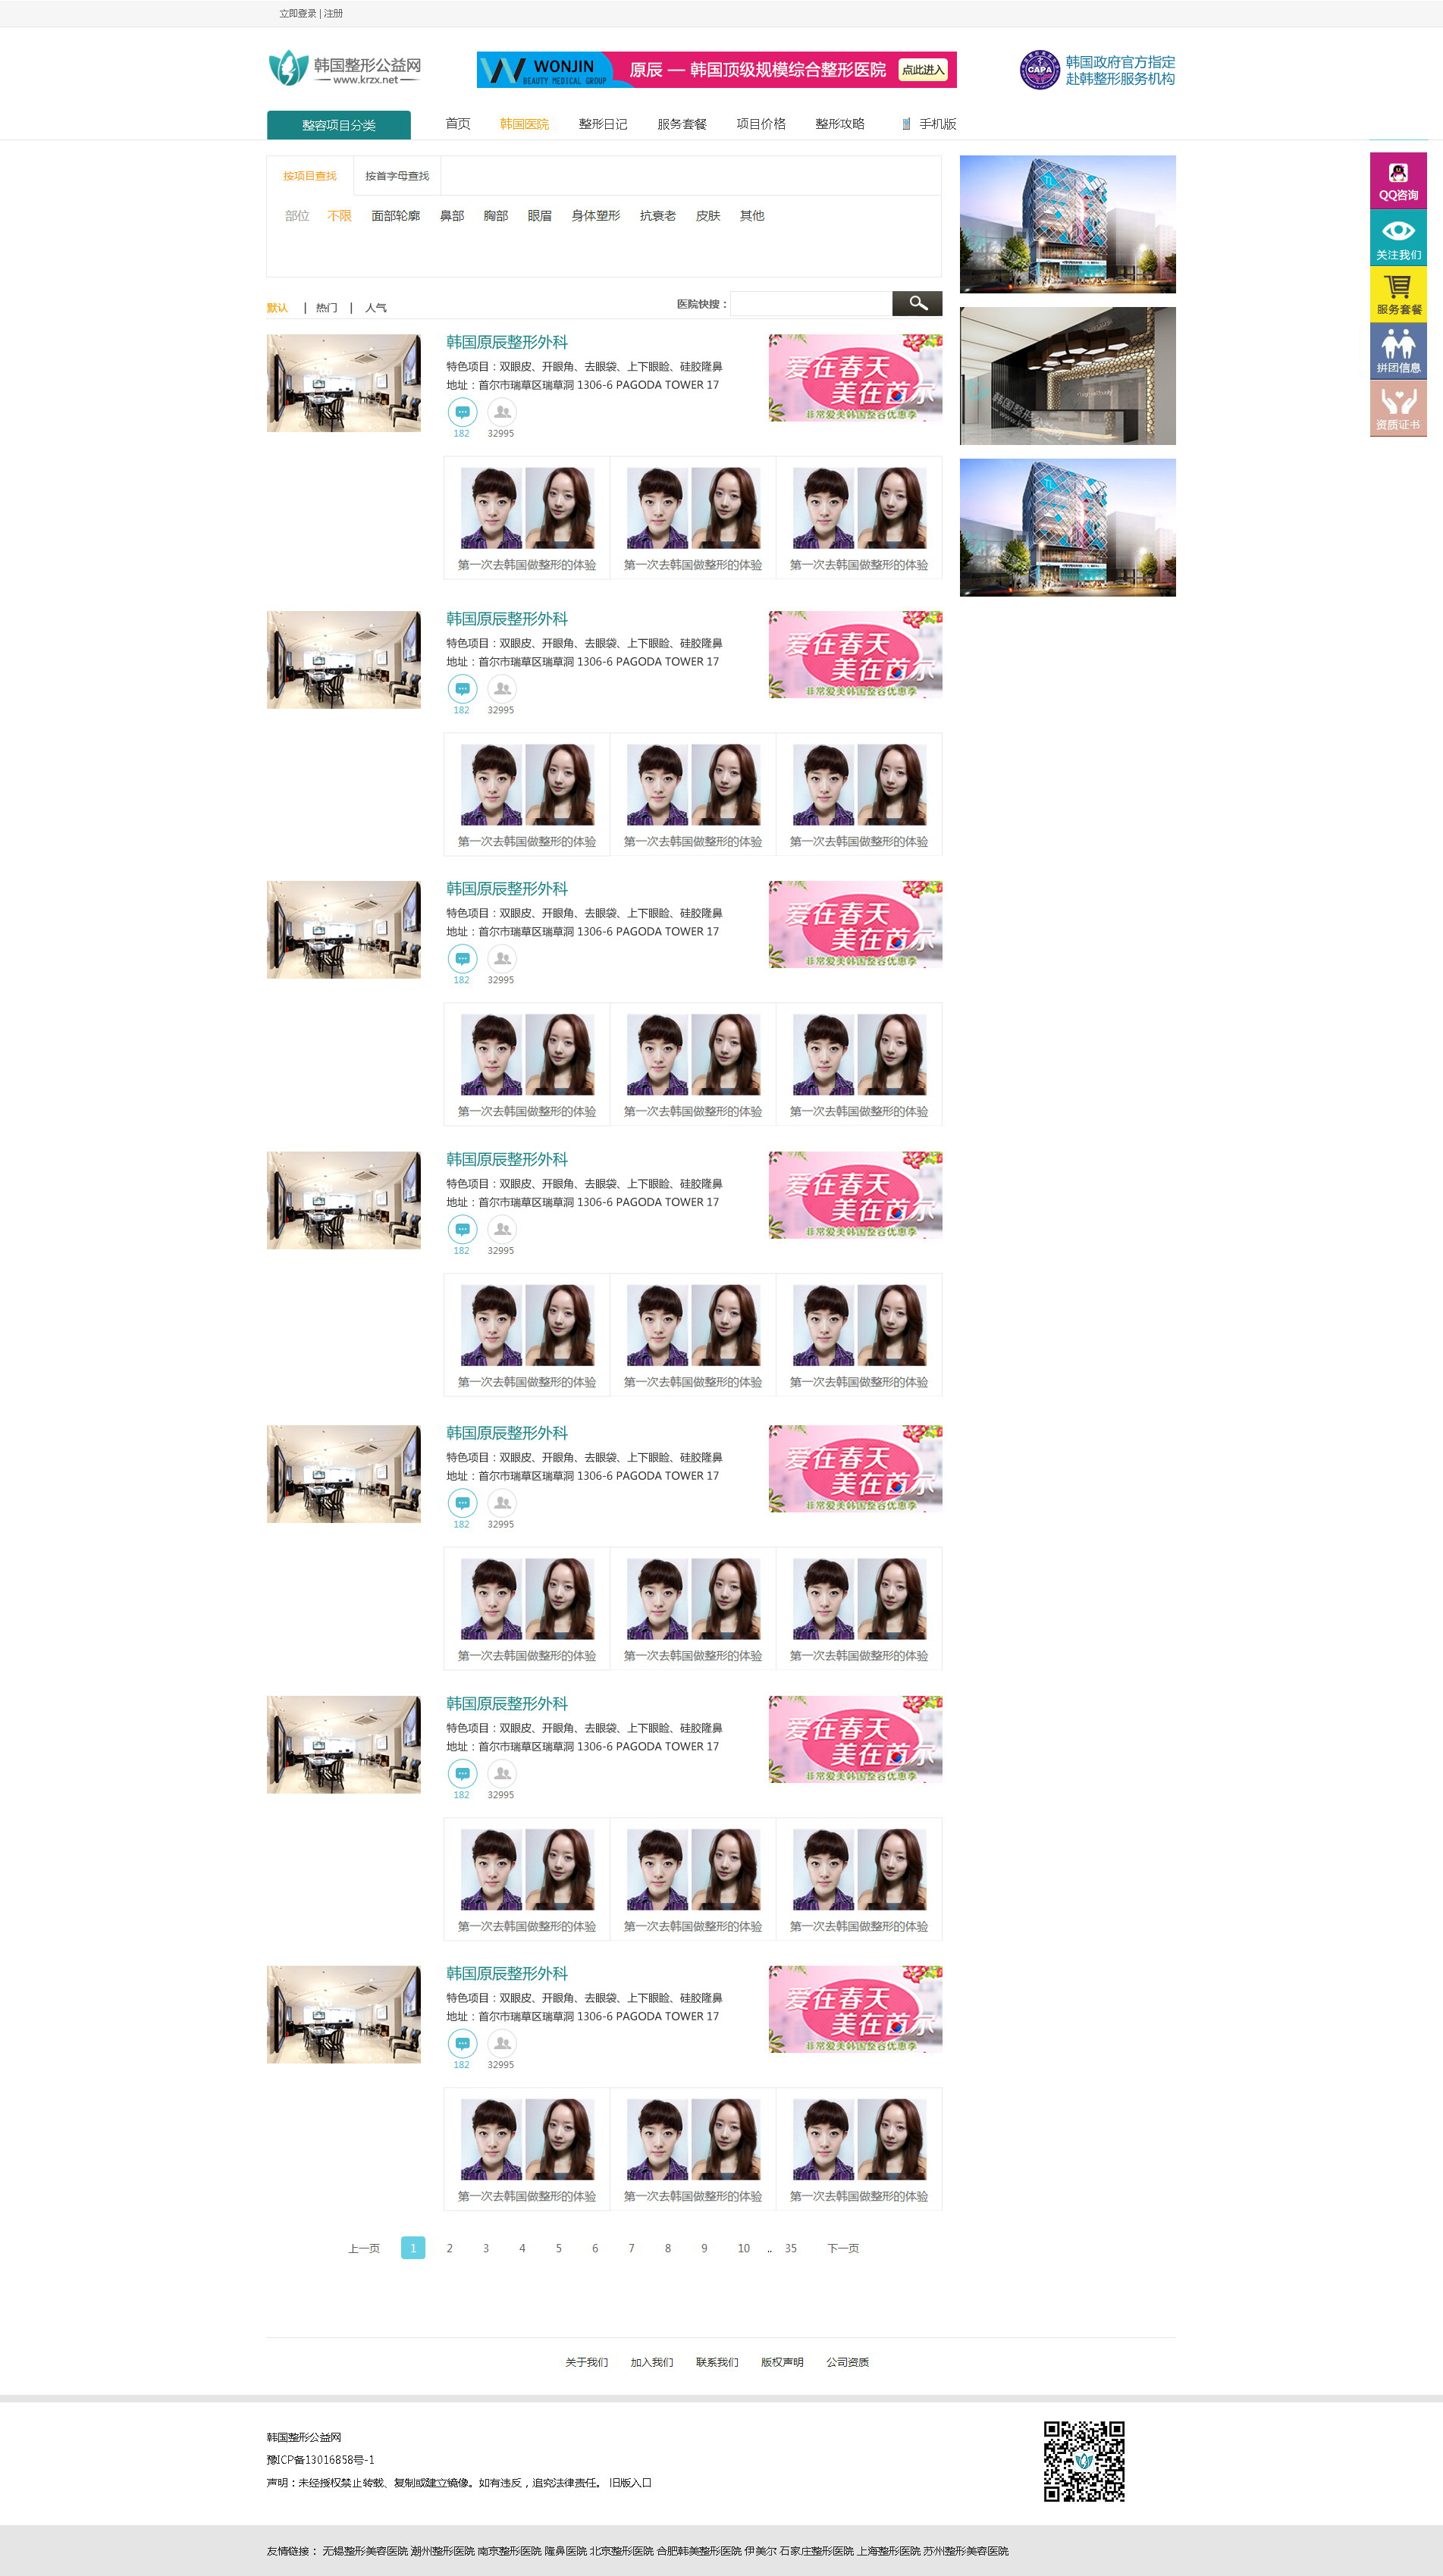 立即登录 | 注册
韩国整形公益网
www.krzx.net
WONJIN
BEAUTY MEDICAL GROUP
原辰 — 韩国顶级规模综合整形医院
点此进入
CAPA
韩国政府官方指定
赴韩整形服务机构
整容项目分类 首页 韩国医院 整形日记 服务套餐 项目价格 整形攻略 手机版
QQ咨询
关注我们
服务套餐
拼团信息
资质证书
按项目查找 按首字母查找
部位 不限 面部轮廓 鼻部 胸部 眼眉 身体塑形 抗衰老 皮肤 其他
默认 | 热门 | 人气 医院快搜：
韩国原辰整形外科
特色项目：双眼皮、开眼角、去眼袋、上下眼睑、硅胶隆鼻
地址：首尔市瑞草区瑞草洞 1306-6 PAGODA TOWER 17
182 32995
爱在春天
美在首尔
非常爱美韩国整容优惠季
第一次去韩国做整形的体验 第一次去韩国做整形的体验 第一次去韩国做整形的体验
韩国原辰整形外科
特色项目：双眼皮、开眼角、去眼袋、上下眼睑、硅胶隆鼻
地址：首尔市瑞草区瑞草洞 1306-6 PAGODA TOWER 17
182 32995
爱在春天
美在首尔
非常爱美韩国整容优惠季
第一次去韩国做整形的体验 第一次去韩国做整形的体验 第一次去韩国做整形的体验
韩国原辰整形外科
特色项目：双眼皮、开眼角、去眼袋、上下眼睑、硅胶隆鼻
地址：首尔市瑞草区瑞草洞 1306-6 PAGODA TOWER 17
182 32995
爱在春天
美在首尔
非常爱美韩国整容优惠季
第一次去韩国做整形的体验 第一次去韩国做整形的体验 第一次去韩国做整形的体验
韩国原辰整形外科
特色项目：双眼皮、开眼角、去眼袋、上下眼睑、硅胶隆鼻
地址：首尔市瑞草区瑞草洞 1306-6 PAGODA TOWER 17
182 32995
爱在春天
美在首尔
非常爱美韩国整容优惠季
第一次去韩国做整形的体验 第一次去韩国做整形的体验 第一次去韩国做整形的体验
韩国原辰整形外科
特色项目：双眼皮、开眼角、去眼袋、上下眼睑、硅胶隆鼻
地址：首尔市瑞草区瑞草洞 1306-6 PAGODA TOWER 17
182 32995
爱在春天
美在首尔
非常爱美韩国整容优惠季
第一次去韩国做整形的体验 第一次去韩国做整形的体验 第一次去韩国做整形的体验
韩国原辰整形外科
特色项目：双眼皮、开眼角、去眼袋、上下眼睑、硅胶隆鼻
地址：首尔市瑞草区瑞草洞 1306-6 PAGODA TOWER 17
182 32995
爱在春天
美在首尔
非常爱美韩国整容优惠季
第一次去韩国做整形的体验 第一次去韩国做整形的体验 第一次去韩国做整形的体验
韩国原辰整形外科
特色项目：双眼皮、开眼角、去眼袋、上下眼睑、硅胶隆鼻
地址：首尔市瑞草区瑞草洞 1306-6 PAGODA TOWER 17
182 32995
爱在春天
美在首尔
非常爱美韩国整容优惠季
第一次去韩国做整形的体验 第一次去韩国做整形的体验 第一次去韩国做整形的体验
上一页 1 2 3 4 5 6 7 8 9 10 .. 35 下一页
关于我们 加入我们 联系我们 版权声明 公司资质
韩国整形公益网
豫ICP备13016858号-1
声明：未经授权禁止转载、复制或建立镜像。如有违反，追究法律责任。 旧版入口
友情链接： 无锡整形美容医院 潮州整形医院 南京整形医院 隆鼻医院 北京整形医院 合肥韩美整形医院 伊美尔 石家庄整形医院 上海整形医院 苏州整形美容医院